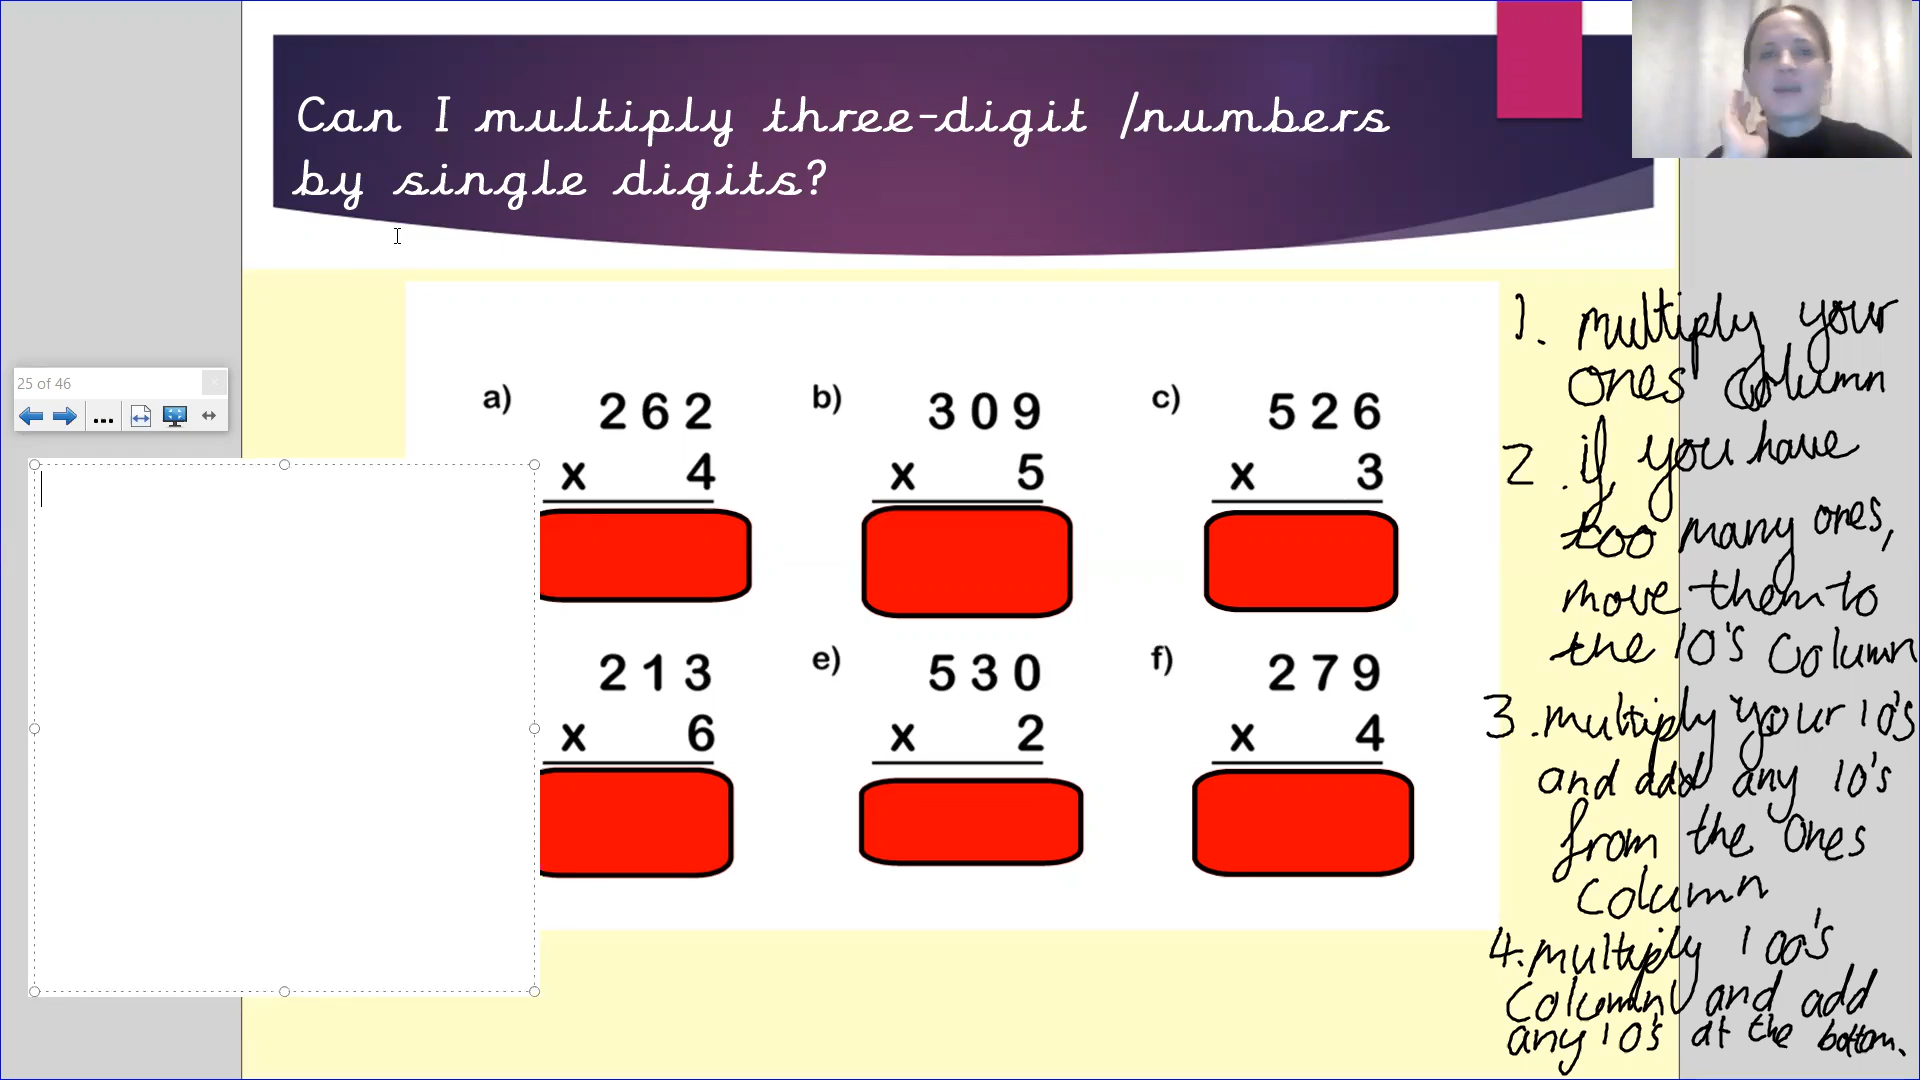 Can I multiply three-digit /numbers
by single digits?
25 of 46
...
a) 262
x 4
b) 309
x 5
c) 526
x 3
213
x 6
e) 530
x 2
f) 279
x 4
1. multiply your
ones column
2. if you have
too many ones,
move them to
the 10's column
3. multiply your 10's
and add any 10's
from the ones
column
4. multiply 100's
column and add
any 10's at the bottom.